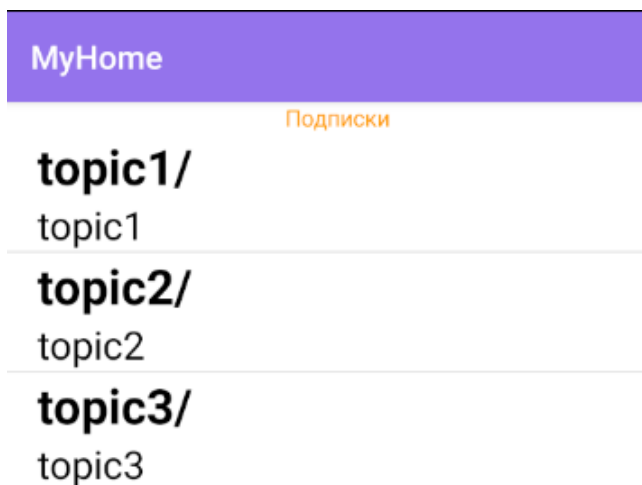 MyHome
Подписки
topic1/
topic1
topic2/
topic2
topic3/
topic3